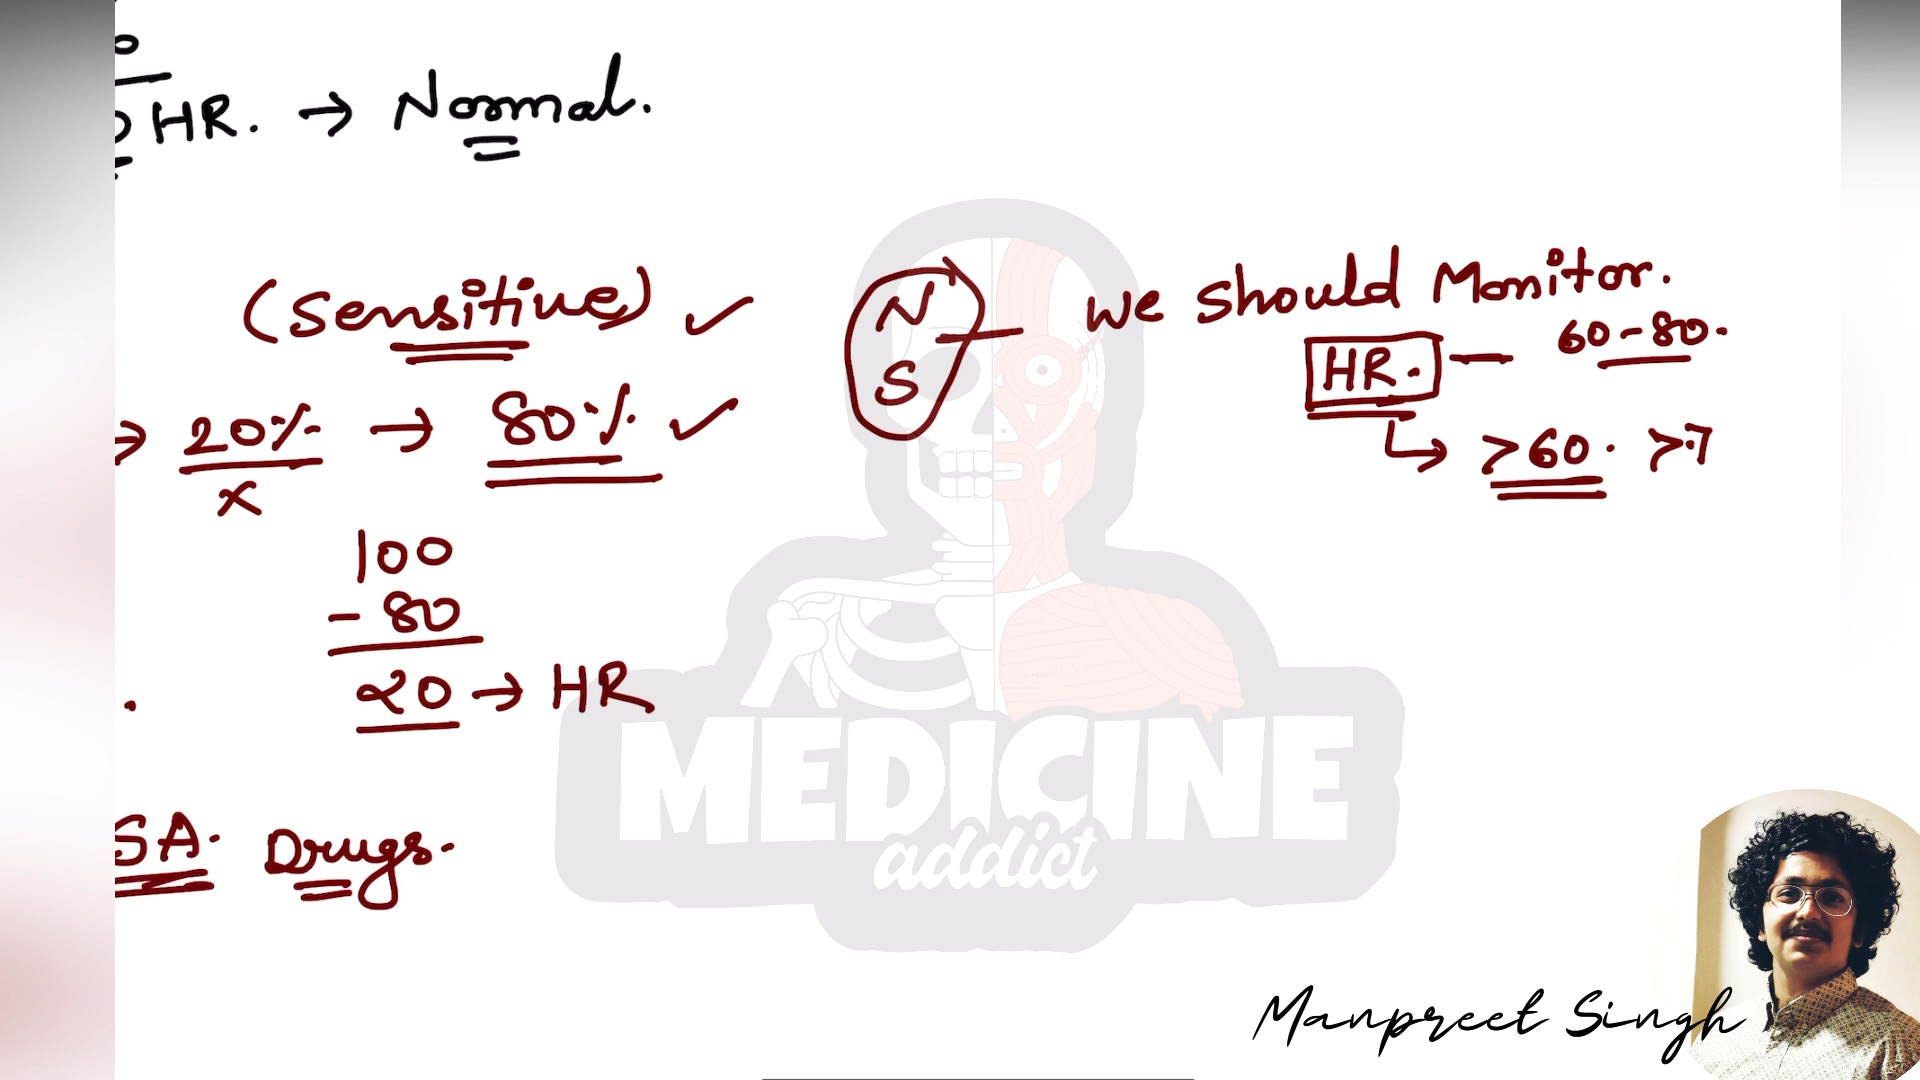 HR. → Normal.
(Sensitive) ✓
→ 20% → 80% ✓
x
100
- 80
20 → HR
SA. Drugs.
N
S
we should Monitor.
HR. — 60-80.
↳ >60. >7
MEDICINE
addict
Manpreet Singh